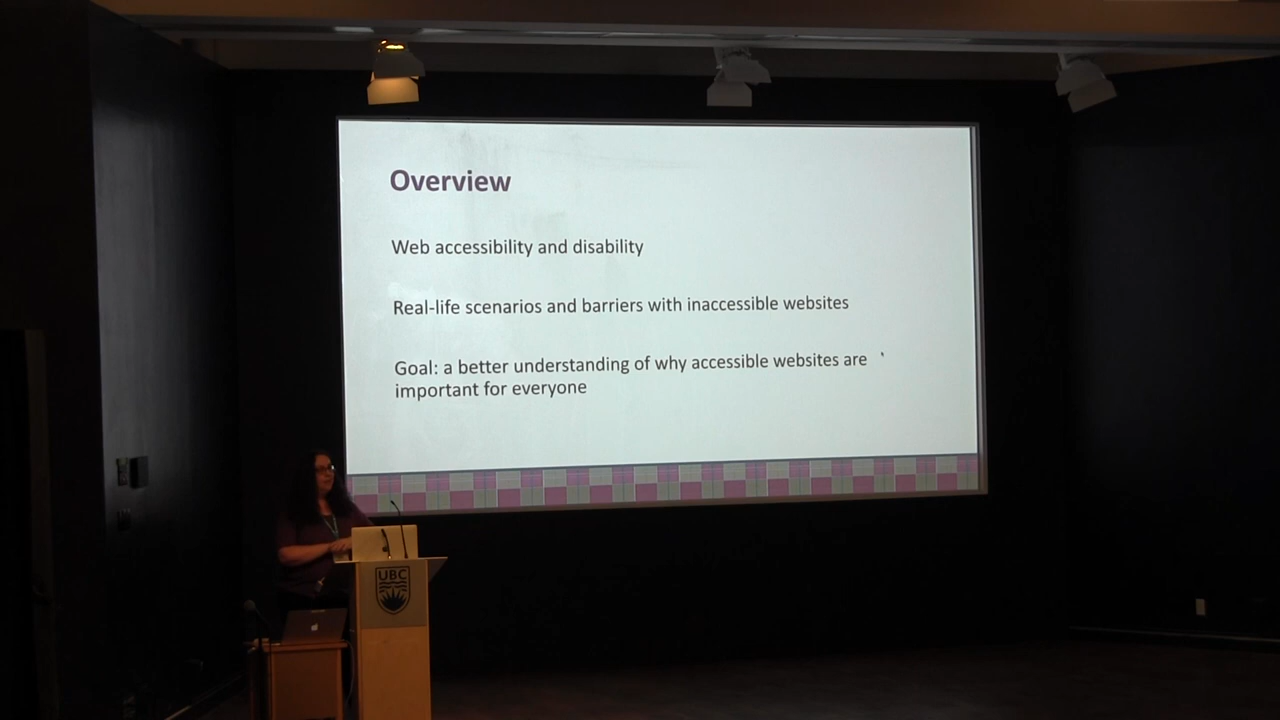 Overview
Web accessibility and disability
Real-life scenarios and barriers with inaccessible websites
Goal: a better understanding of why accessible websites are
important for everyone
UBC